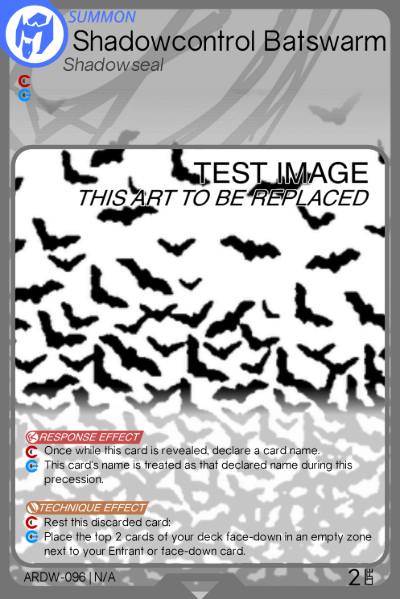 SUMMON
Shadowcontrol Batswarm
Shadowseal
C
C
TEST IMAGE
THIS ART TO BE REPLACED
RESPONSE EFFECT
C Once while this card is revealed, declare a card name.
C This card's name is treated as that declared name during this
precession.
TECHNIQUE EFFECT
C Rest this discarded card:
C Place the top 2 cards of your deck face-down in an empty zone
next to your Entrant or face-down card.
ARDW-096 | N/A
2 LIFE